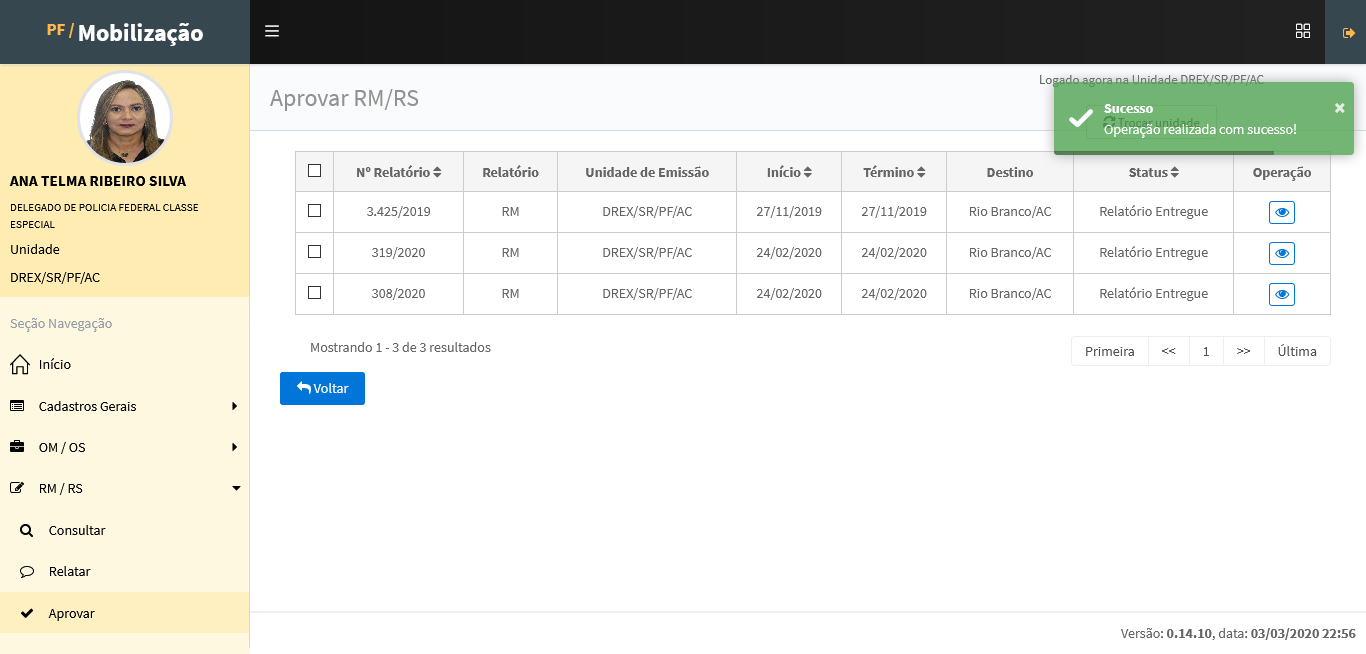 PF / Mobilização
Logado agora na Unidade DREX/SR/PF/AC
Trocar unidade
Sucesso
×
Operação realizada com sucesso!
ANA TELMA RIBEIRO SILVA
DELEGADO DE POLICIA FEDERAL CLASSE
ESPECIAL
Unidade
DREX/SR/PF/AC
Seção Navegação
Início
Cadastros Gerais
OM / OS
RM / RS
Consultar
Relatar
Aprovar
Aprovar RM/RS
Nº Relatório Relatório Unidade de Emissão Início Término Destino Status Operação
3.425/2019 RM DREX/SR/PF/AC 27/11/2019 27/11/2019 Rio Branco/AC Relatório Entregue
319/2020 RM DREX/SR/PF/AC 24/02/2020 24/02/2020 Rio Branco/AC Relatório Entregue
308/2020 RM DREX/SR/PF/AC 24/02/2020 24/02/2020 Rio Branco/AC Relatório Entregue
Mostrando 1 - 3 de 3 resultados
Primeira << 1 >> Última
Voltar
Versão: 0.14.10, data: 03/03/2020 22:56